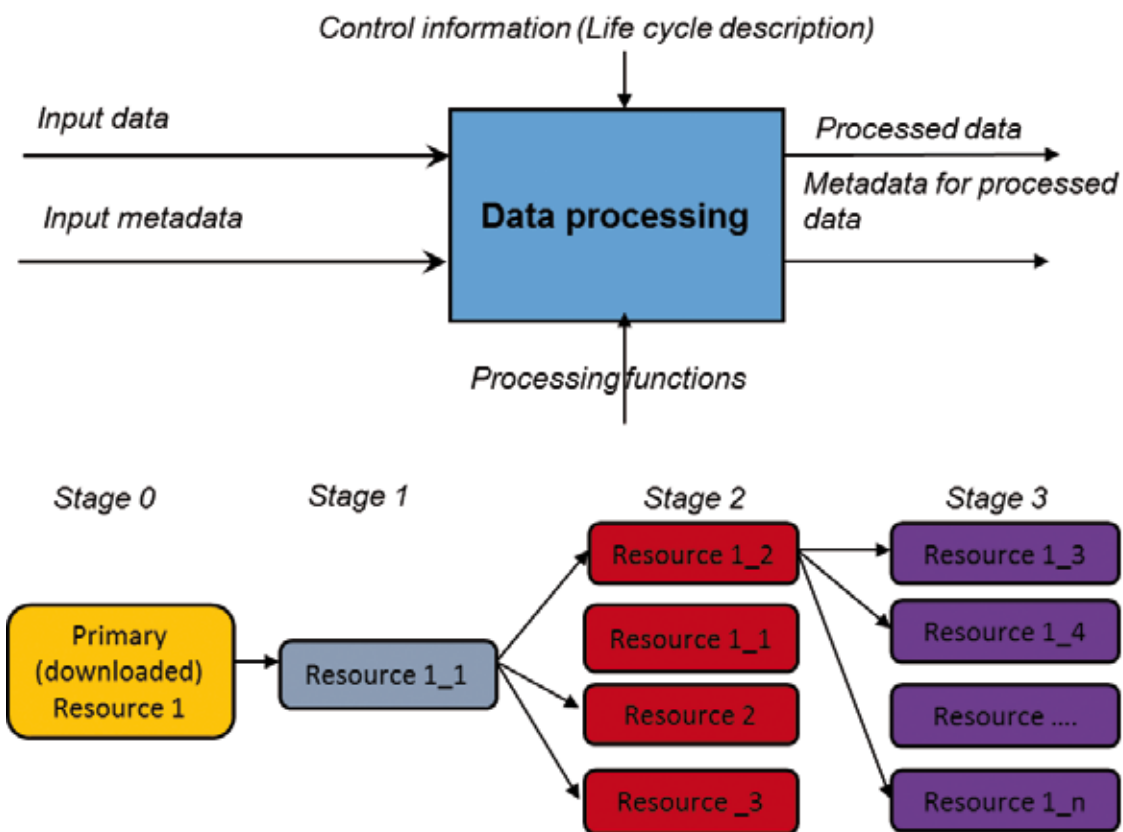 Control information (Life cycle description)
Input data
Processed data
Input metadata
Metadata for processed
data
Data processing
Processing functions
Stage 0
Stage 1
Stage 2
Stage 3
Primary
(downloaded)
Resource 1
Resource 1_1
Resource 1_2
Resource 1_1
Resource 2
Resource _3
Resource 1_3
Resource 1_4
Resource ....
Resource 1_n